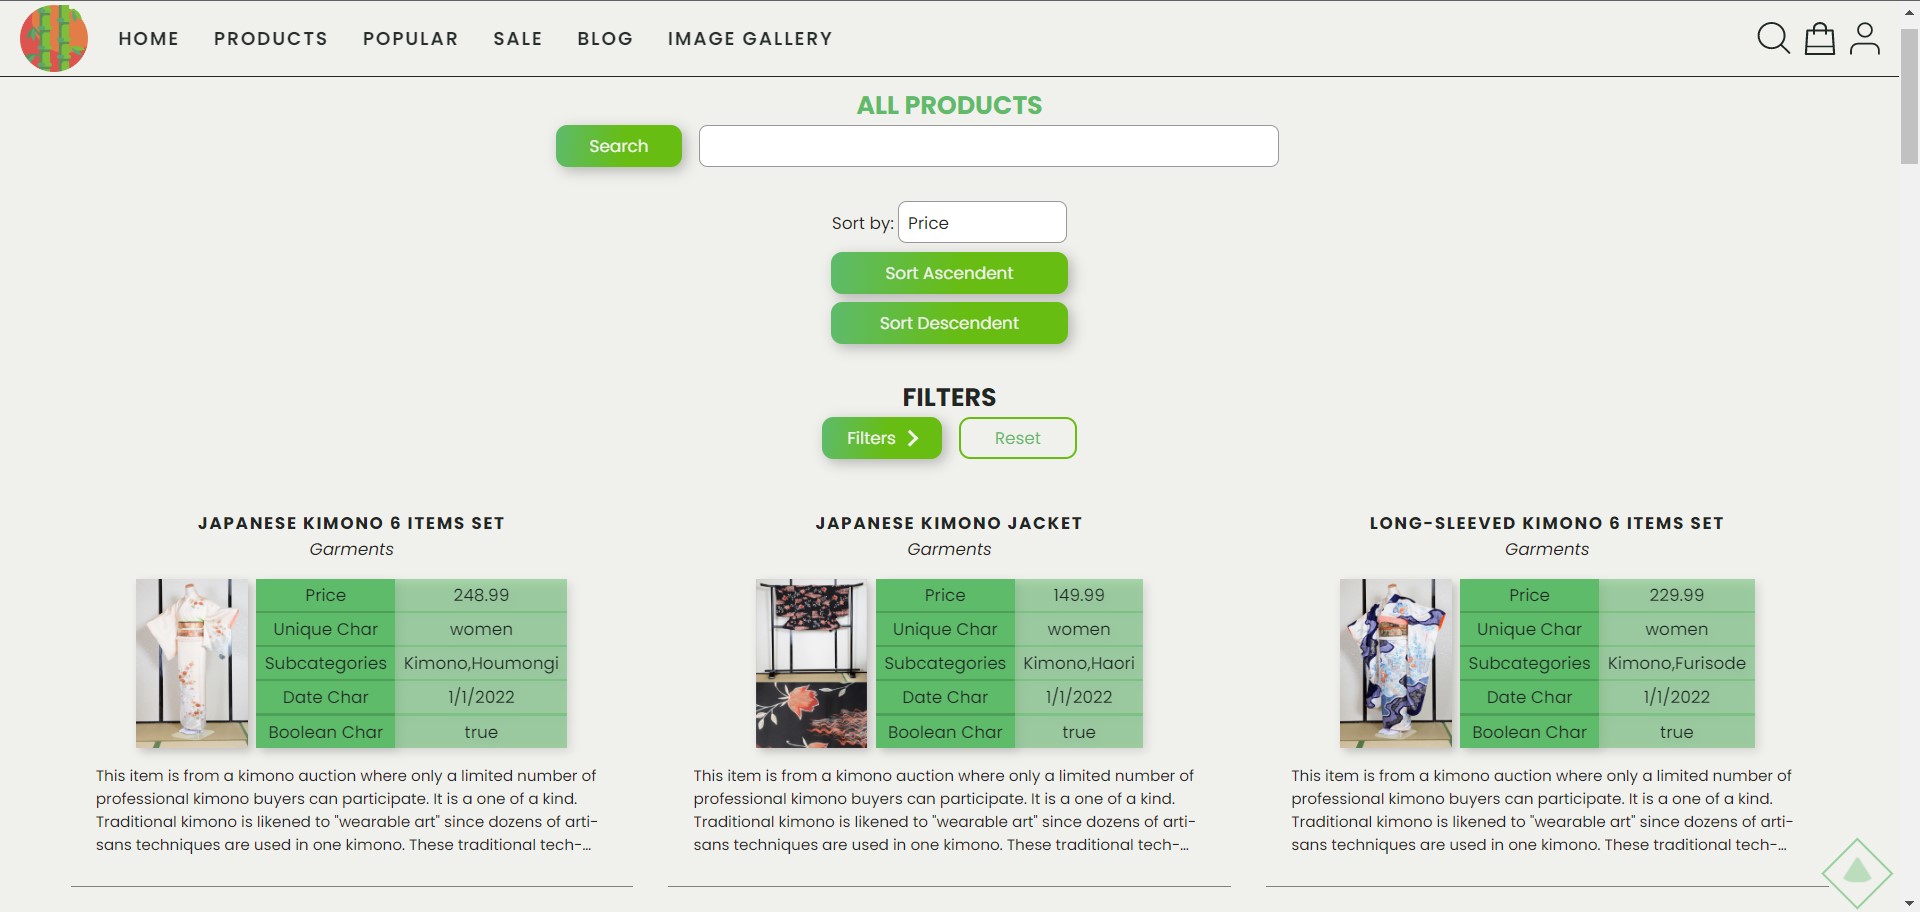 HOME PRODUCTS POPULAR SALE BLOG IMAGE GALLERY
ALL PRODUCTS
Search
Sort by: Price
Sort Ascendent
Sort Descendent
FILTERS
Filters Reset
JAPANESE KIMONO 6 ITEMS SET
Garments
Price 248.99
Unique Char women
Subcategories Kimono,Houmongi
Date Char 1/1/2022
Boolean Char true
This item is from a kimono auction where only a limited number of
professional kimono buyers can participate. It is a one of a kind.
Traditional kimono is likened to "wearable art" since dozens of arti-
sans techniques are used in one kimono. These traditional tech-...
JAPANESE KIMONO JACKET
Garments
Price 149.99
Unique Char women
Subcategories Kimono,Haori
Date Char 1/1/2022
Boolean Char true
This item is from a kimono auction where only a limited number of
professional kimono buyers can participate. It is a one of a kind.
Traditional kimono is likened to "wearable art" since dozens of arti-
sans techniques are used in one kimono. These traditional tech-...
LONG-SLEEVED KIMONO 6 ITEMS SET
Garments
Price 229.99
Unique Char women
Subcategories Kimono,Furisode
Date Char 1/1/2022
Boolean Char true
This item is from a kimono auction where only a limited number of
professional kimono buyers can participate. It is a one of a kind.
Traditional kimono is likened to "wearable art" since dozens of arti-
sans techniques are used in one kimono. These traditional tech-...